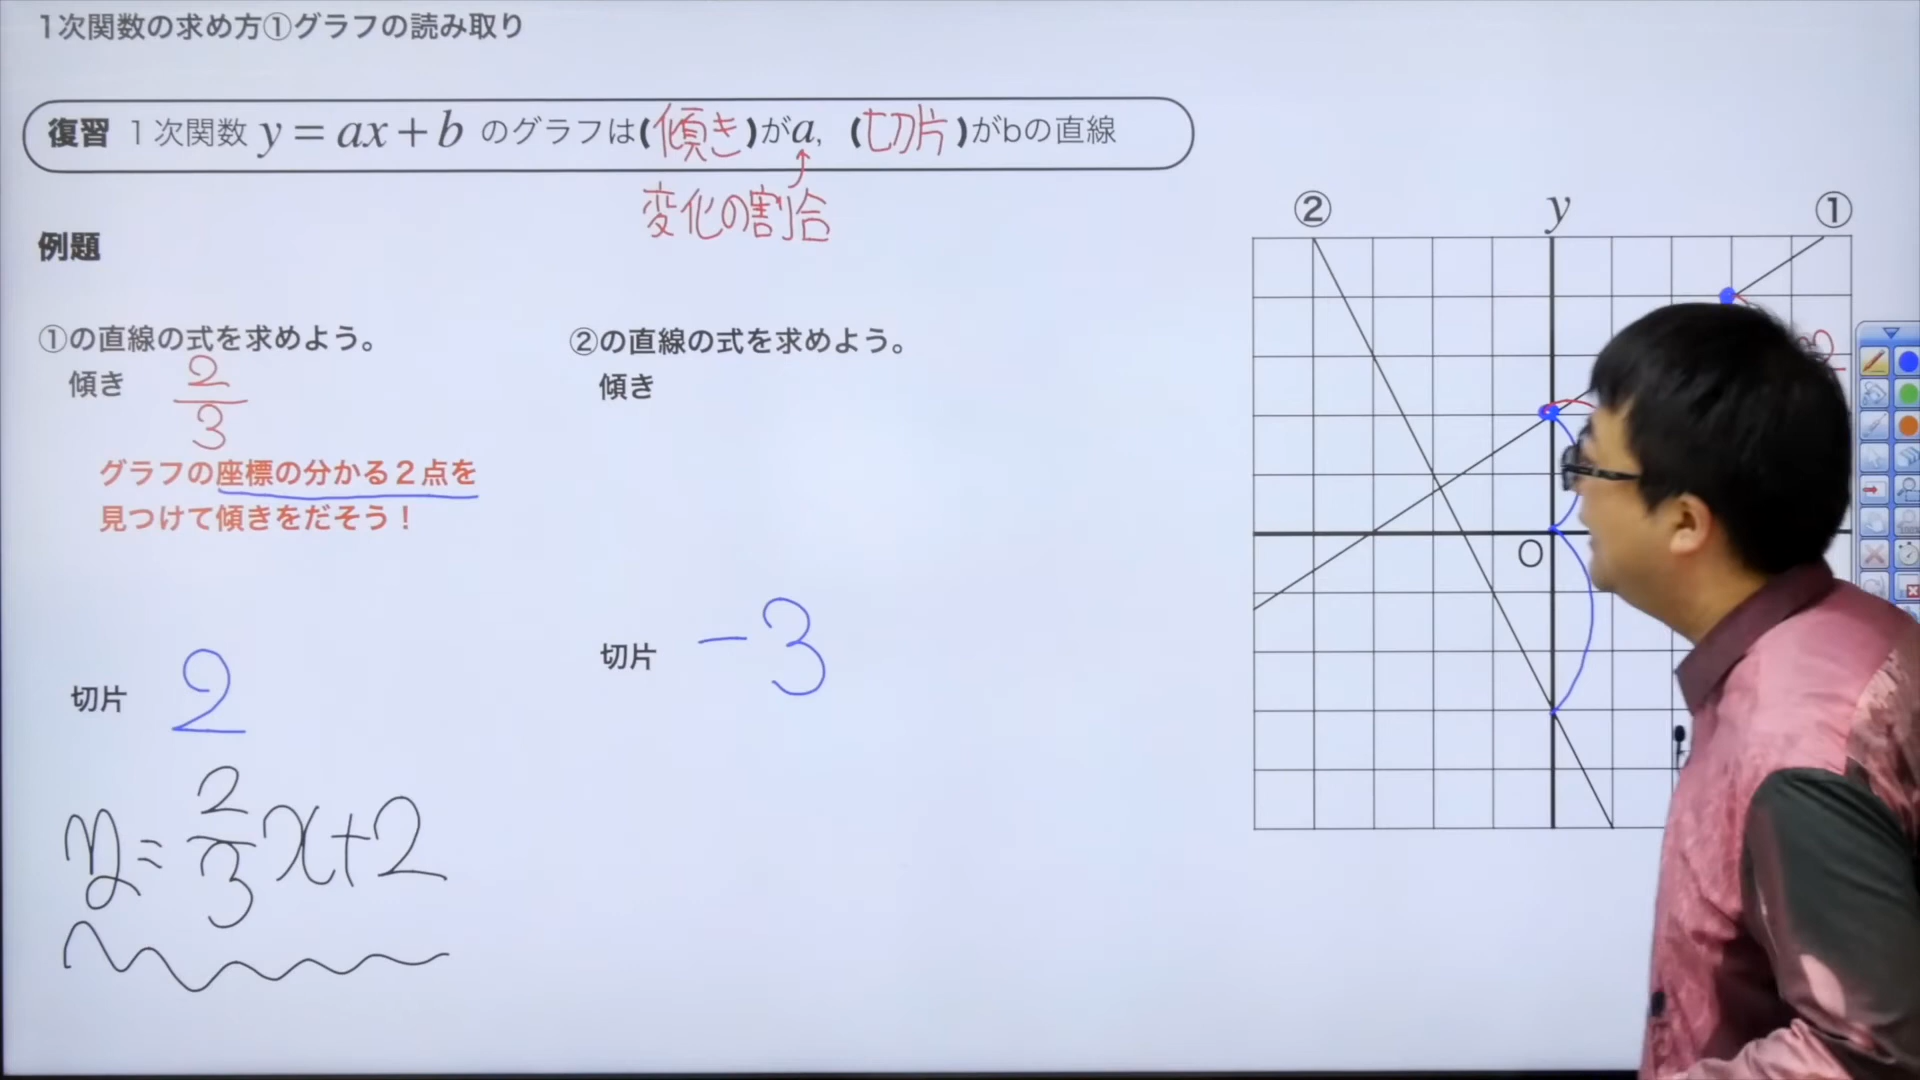 1次関数の求め方①グラフの読み取り
復習 1次関数 y=ax+b のグラフは(傾き)がa, (切片)がbの直線
変化の割合
例題
② y ①
①の直線の式を求めよう。
傾き 2/3
グラフの座標の分かる2点を
見つけて傾きをだそう!
切片 2
y=2/3x+2
②の直線の式を求めよう。
傾き
切片 -3
O